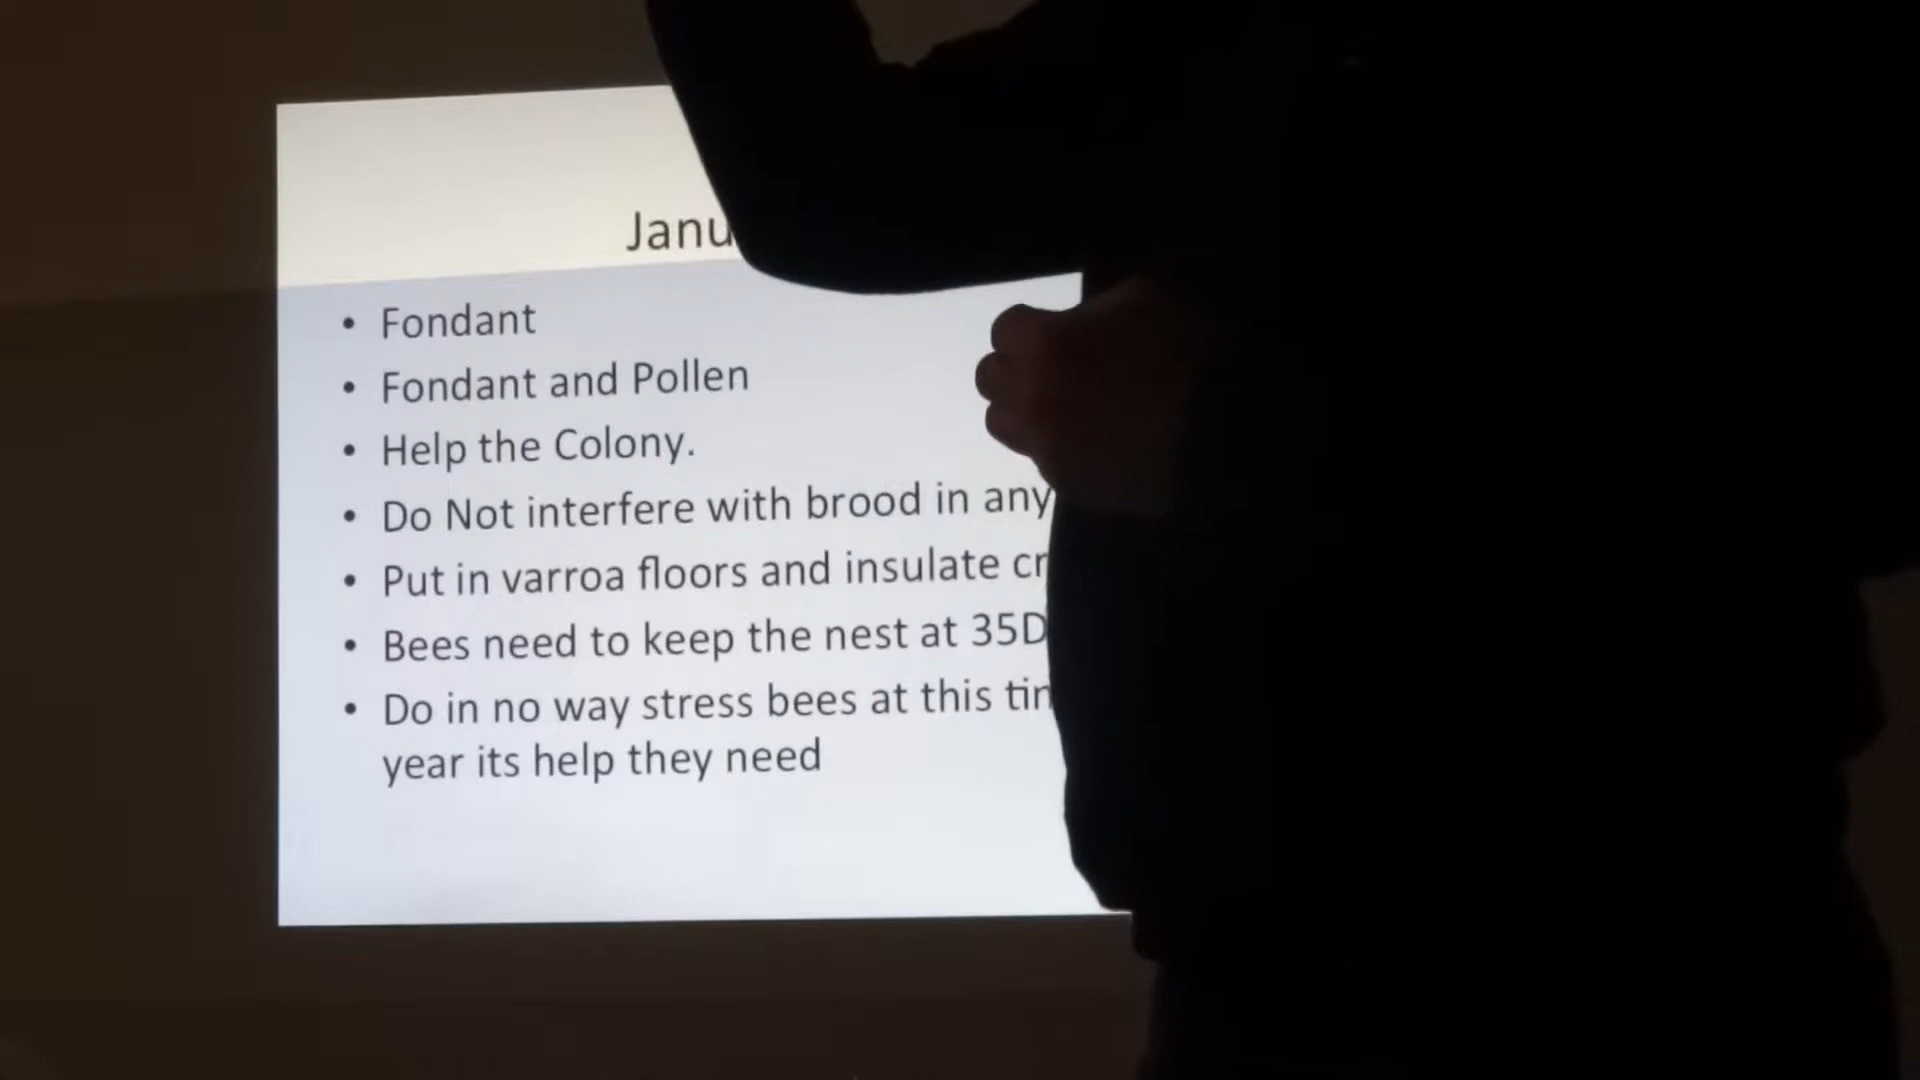 Janu
• Fondant
• Fondant and Pollen
• Help the Colony.
• Do Not interfere with brood in any
• Put in varroa floors and insulate cr
• Bees need to keep the nest at 35D
• Do in no way stress bees at this
year its help they need